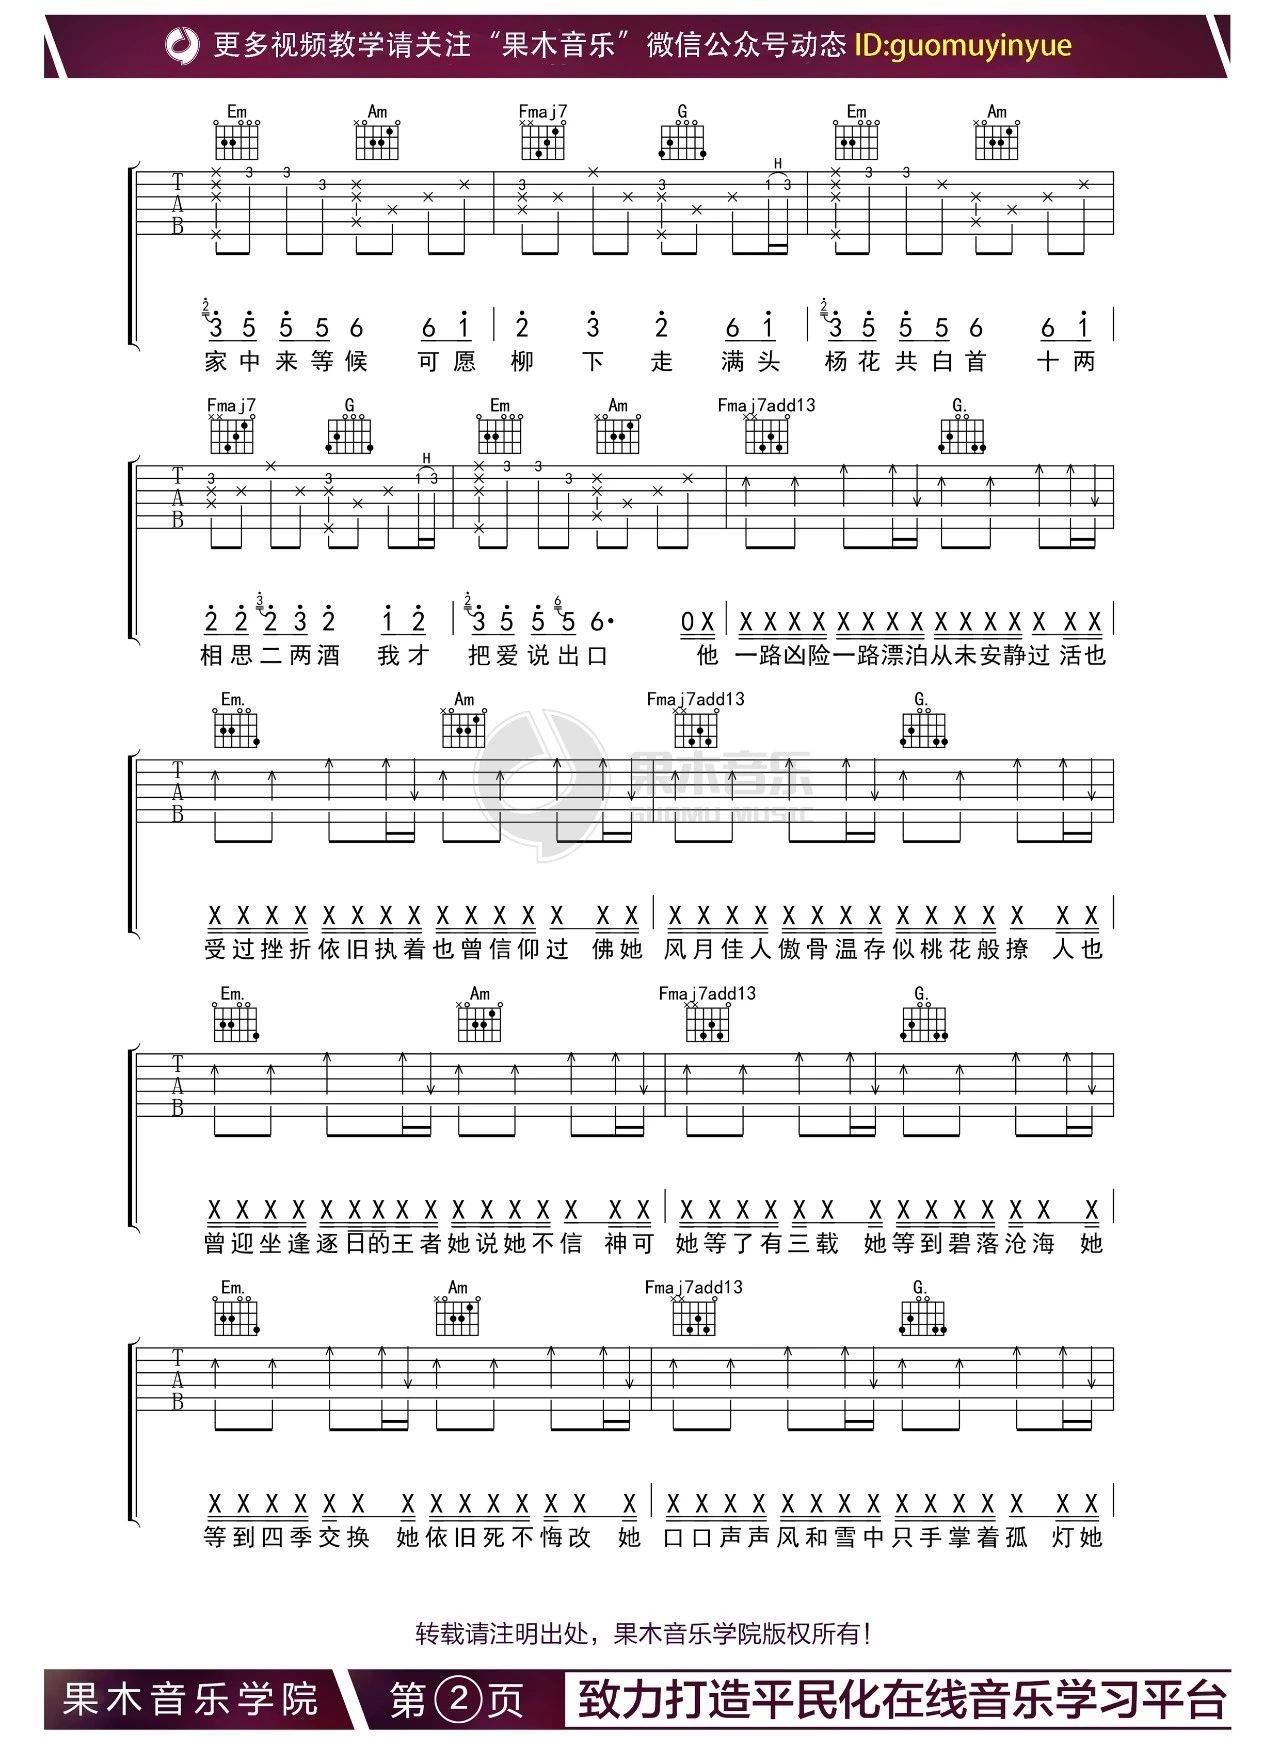 更多视频教学请关注“果木音乐”微信公众号动态 ID:guomuyinyue
Em Am Fmaj7 G Em Am
H
T A B
3 3 3 3 3 3 1 3 3 3
2 3 5 5 5 6 6 1 2 3 2 6 1 2 3 5 5 5 6 6 1
家中来等候 可愿 柳 下 走 满头 杨花共白首 十两
Fmaj7 G Em Am Fmaj7add13 G.
H
T A B
3 3 1 3 3 3 3
2 2 3 2 3 2 1 2 2 3 5 5 6 5 6· 0 X X X X X X X X X X X X X X X X
相思二两酒 我才 把爱说出口 他 一路凶险一路漂泊从未安静过 活也
Em. Am Fmaj7add13 G.
T A B
果木音乐
GUOMU MUSIC
X X X X X X X X X X X X X X X X X X X X X X X X X X X X X X
受过挫折依旧执着也曾信仰过 佛她 风月佳人傲骨温存似桃花般撩 人也
Em. Am Fmaj7add13 G.
T A B
X X X X X X X X X X X X X X X X X X X X X X X X X X X X X X
曾迎坐逢逐日的王者她说她不信 神可 她等了有三载 她等到碧落沧海 她
Em. Am Fmaj7add13 G.
T A B
X X X X X X X X X X X X X X X X X X X X X X X X X X X X X
等到四季交换 她依旧死不悔改 她 口口声声风和雪中只手掌着孤 灯她
转载请注明出处，果木音乐学院版权所有！
果木音乐学院 第②页 致力打造平民化在线音乐学习平台